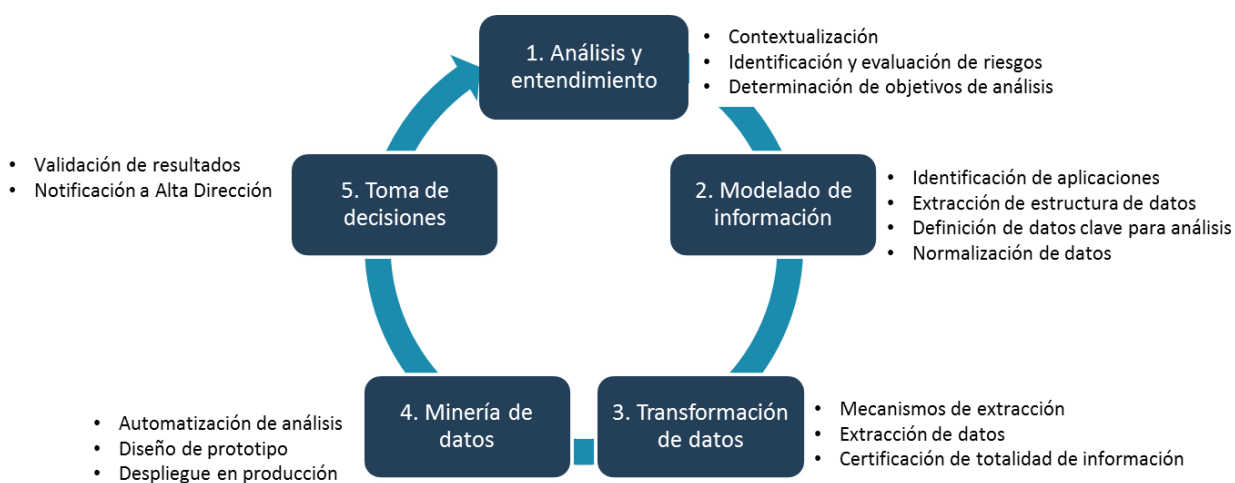 1. Análisis y
entendimiento
• Contextualización
• Identificación y evaluación de riesgos
• Determinación de objetivos de análisis
2. Modelado de
información
• Identificación de aplicaciones
• Extracción de estructura de datos
• Definición de datos clave para análisis
• Normalización de datos
3. Transformación
de datos
• Mecanismos de extracción
• Extracción de datos
• Certificación de totalidad de información
4. Minería de
datos
• Automatización de análisis
• Diseño de prototipo
• Despliegue en producción
5. Toma de
decisiones
• Validación de resultados
• Notificación a Alta Dirección